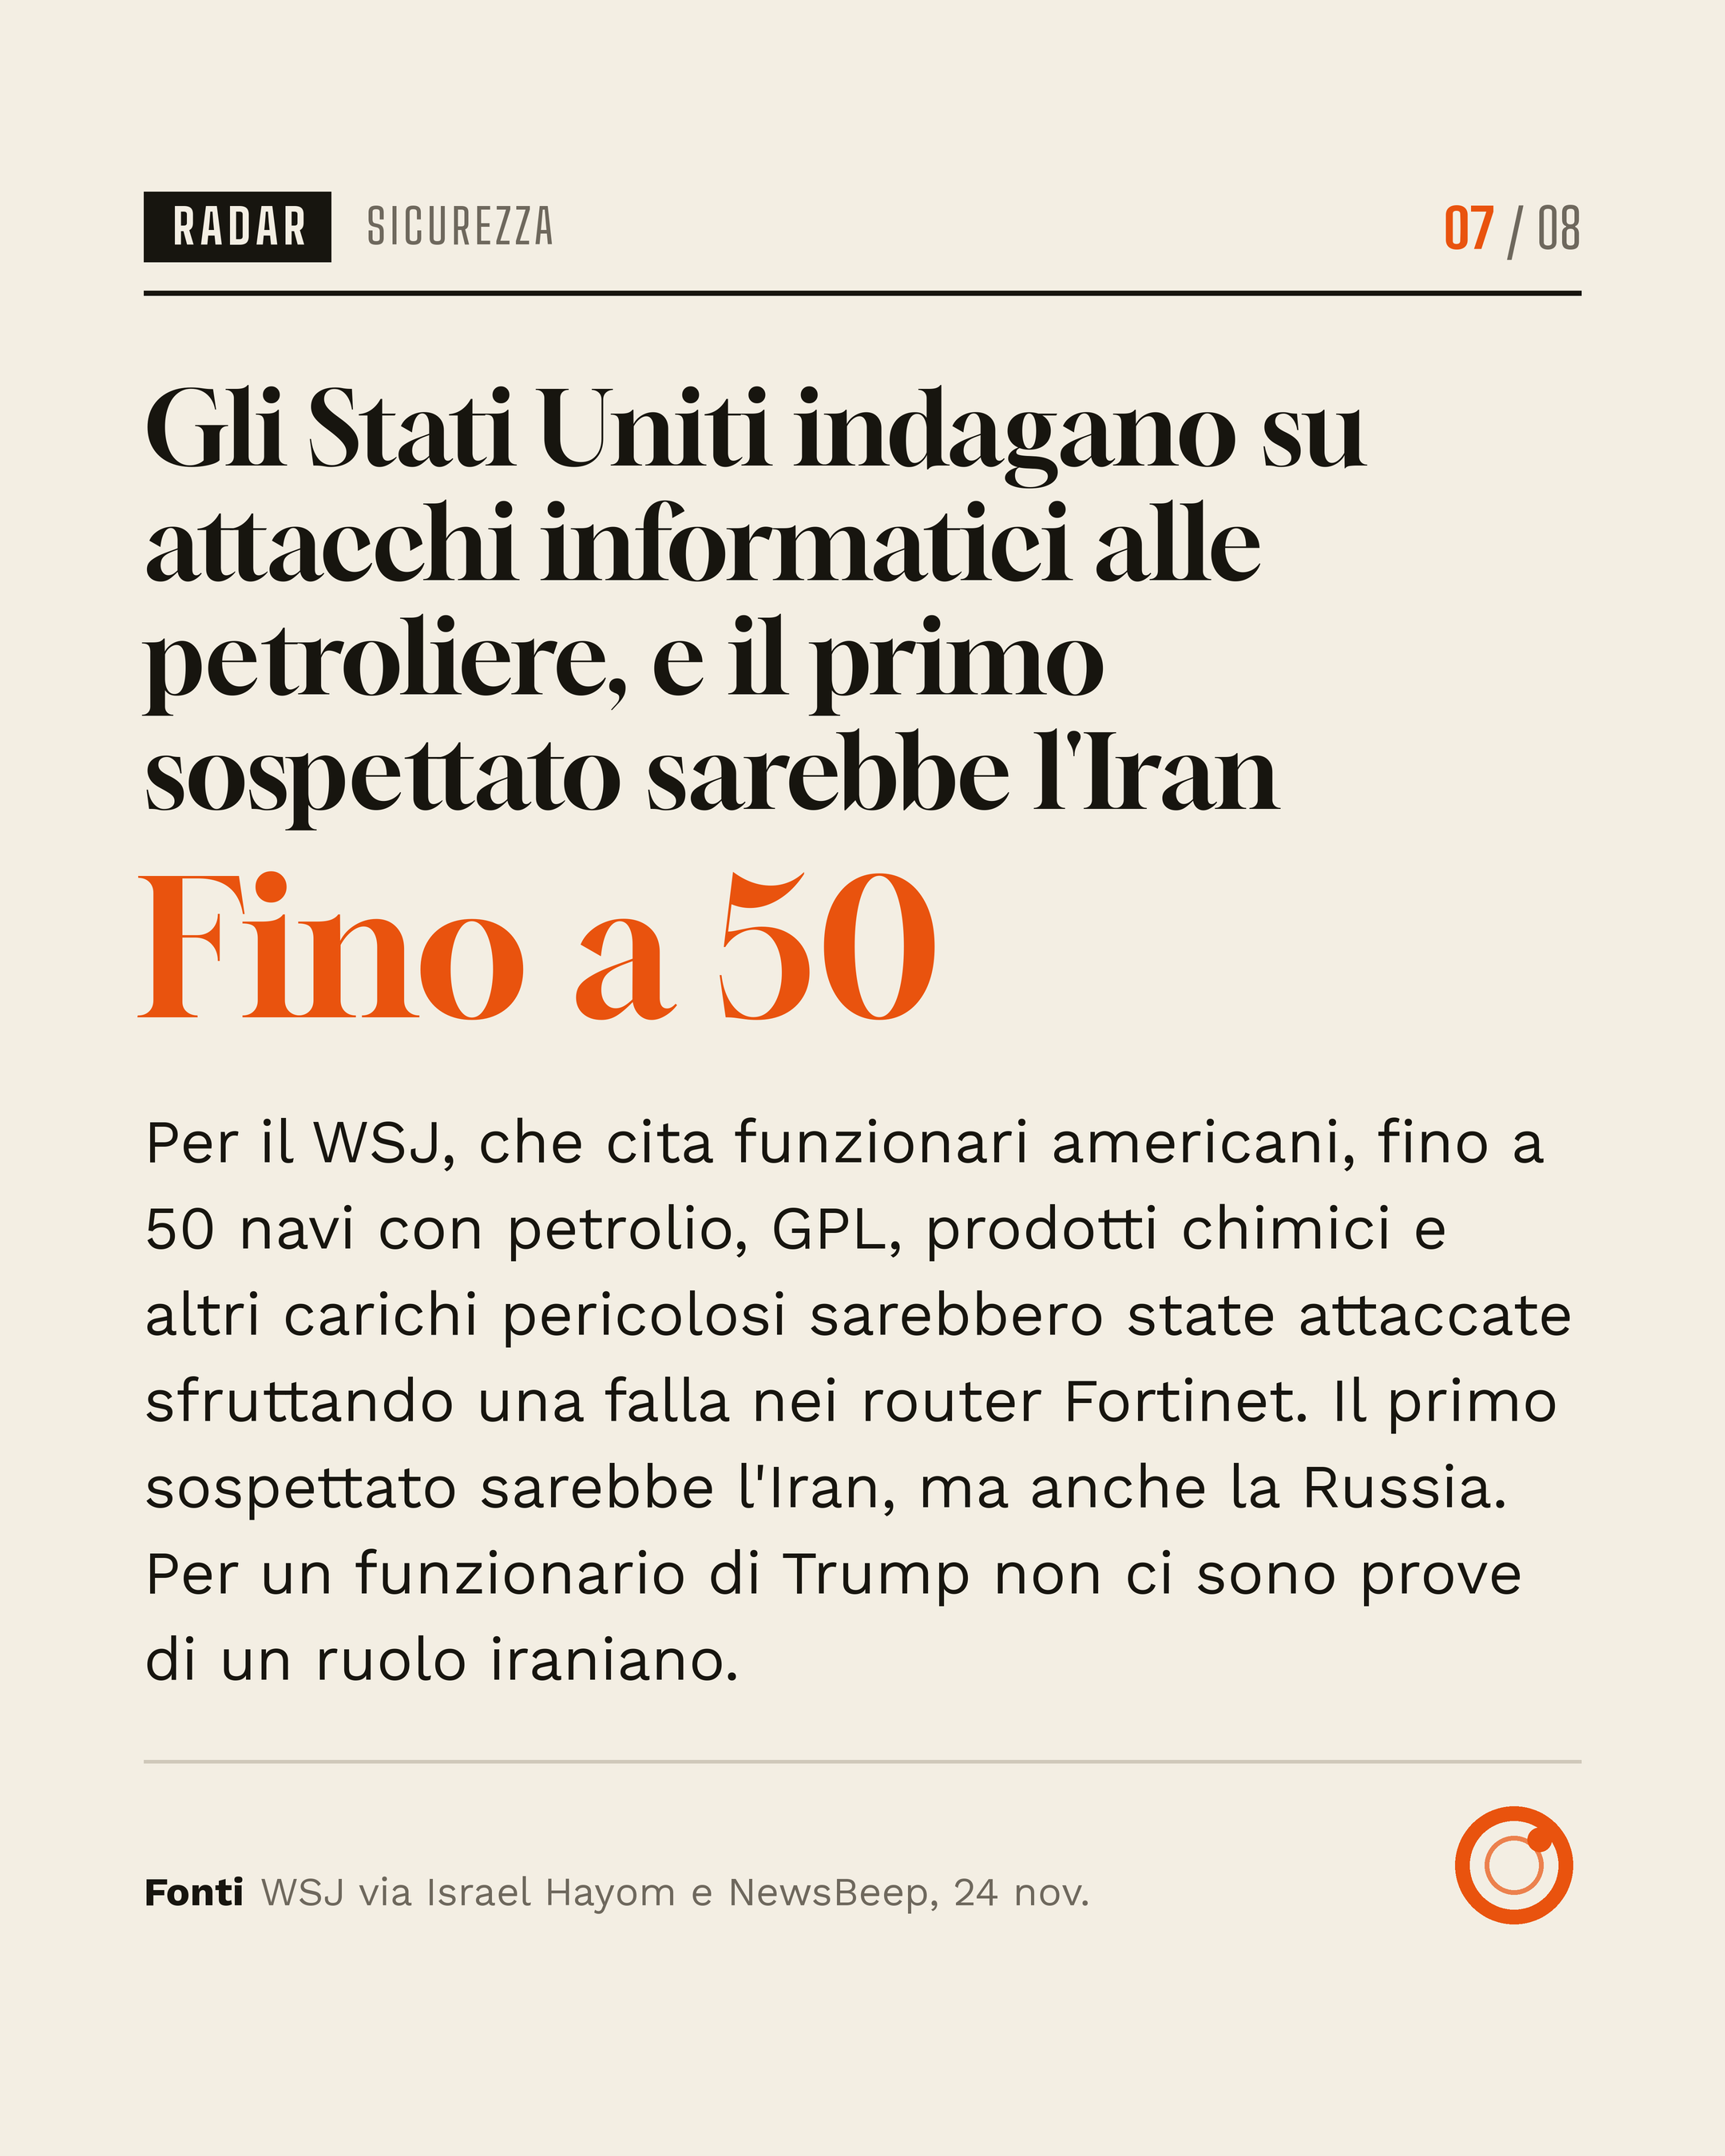 RADAR SICUREZZA 07 / 08
Gli Stati Uniti indagano su
attacchi informatici alle
petroliere, e il primo
sospettato sarebbe l'Iran
Fino a 50
Per il WSJ, che cita funzionari americani, fino a
50 navi con petrolio, GPL, prodotti chimici e
altri carichi pericolosi sarebbero state attaccate
sfruttando una falla nei router Fortinet. Il primo
sospettato sarebbe l'Iran, ma anche la Russia.
Per un funzionario di Trump non ci sono prove
di un ruolo iraniano.
Fonti WSJ via Israel Hayom e NewsBeep, 24 nov.